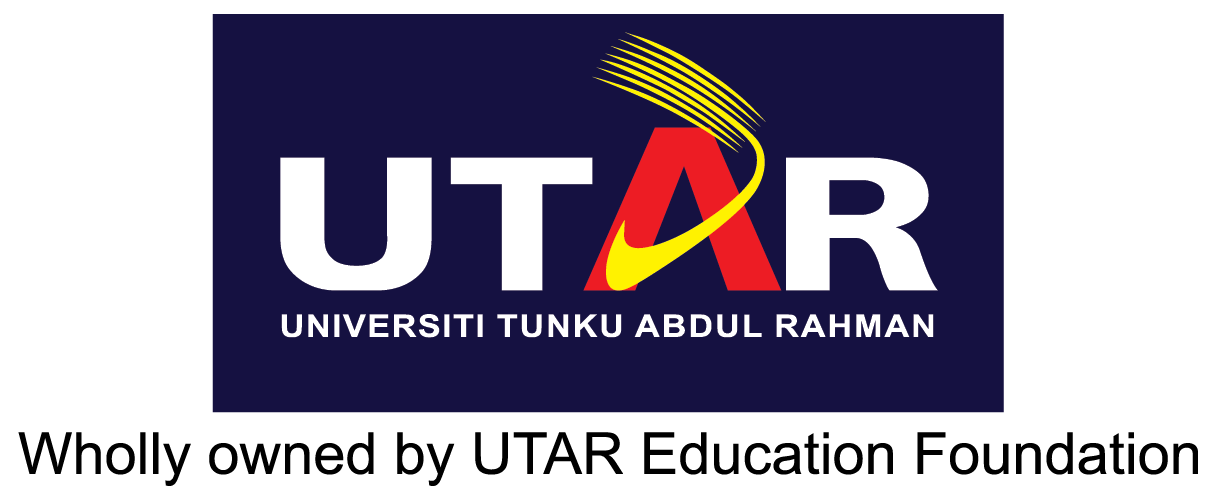 UTAR
UNIVERSITI TUNKU ABDUL RAHMAN
Wholly owned by UTAR Education Foundation